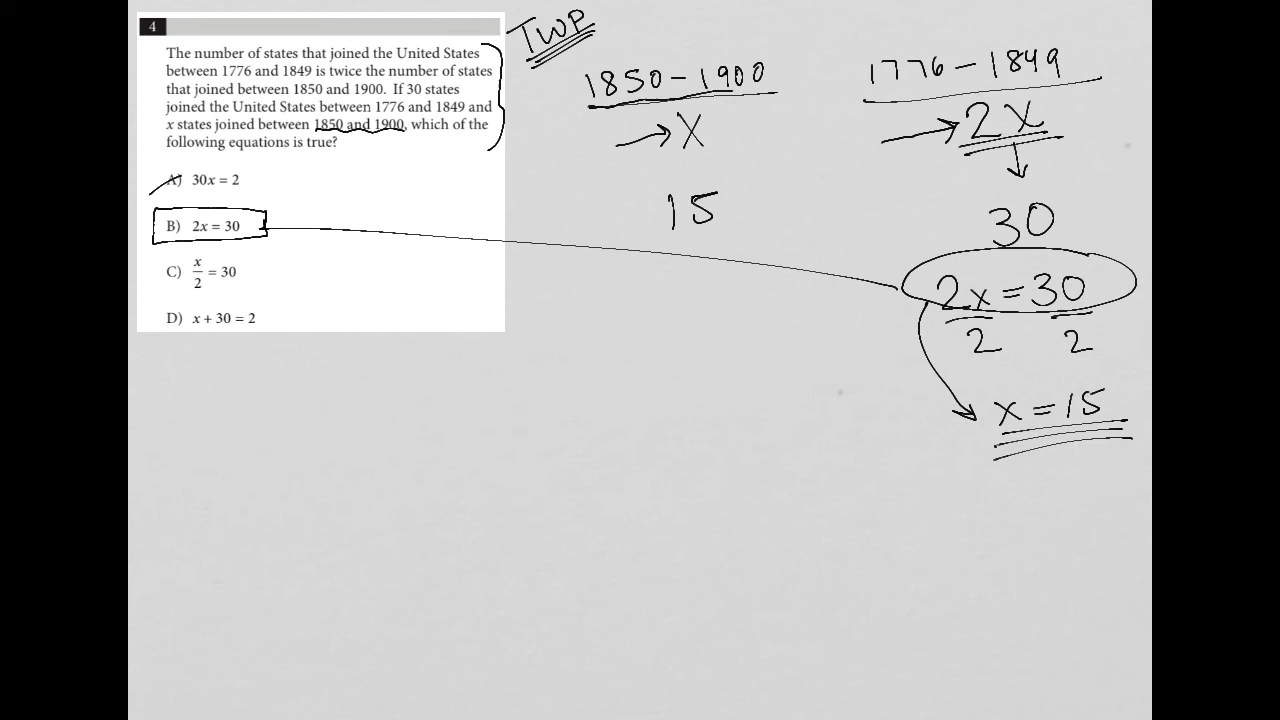 4
The number of states that joined the United States
between 1776 and 1849 is twice the number of states
that joined between 1850 and 1900. If 30 states
joined the United States between 1776 and 1849 and
x states joined between 1850 and 1900, which of the
following equations is true?
A) 30x = 2
B) 2x = 30
C) x/2 = 30
D) x + 30 = 2
TWP
1850 - 1900
X
15
1776 - 1849
2X
30
2x = 30
2 2
x = 15